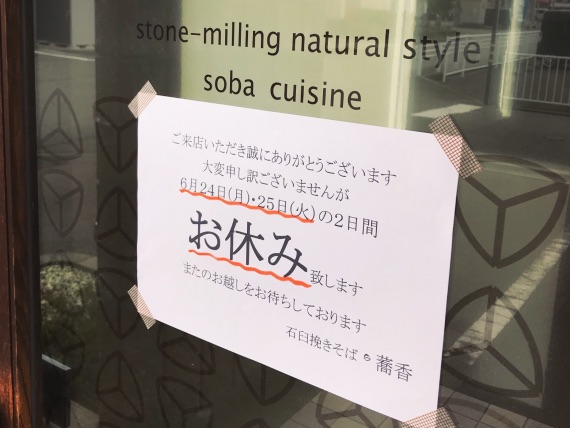 stone-milling natural style
soba cuisine
ご来店いただき誠にありがとうございます
大変申し訳ございませんが
6月24日(月)・25日(火)の2日間
お休み致します
またのお越しをお待ちしております
石臼挽きそば 蕎香